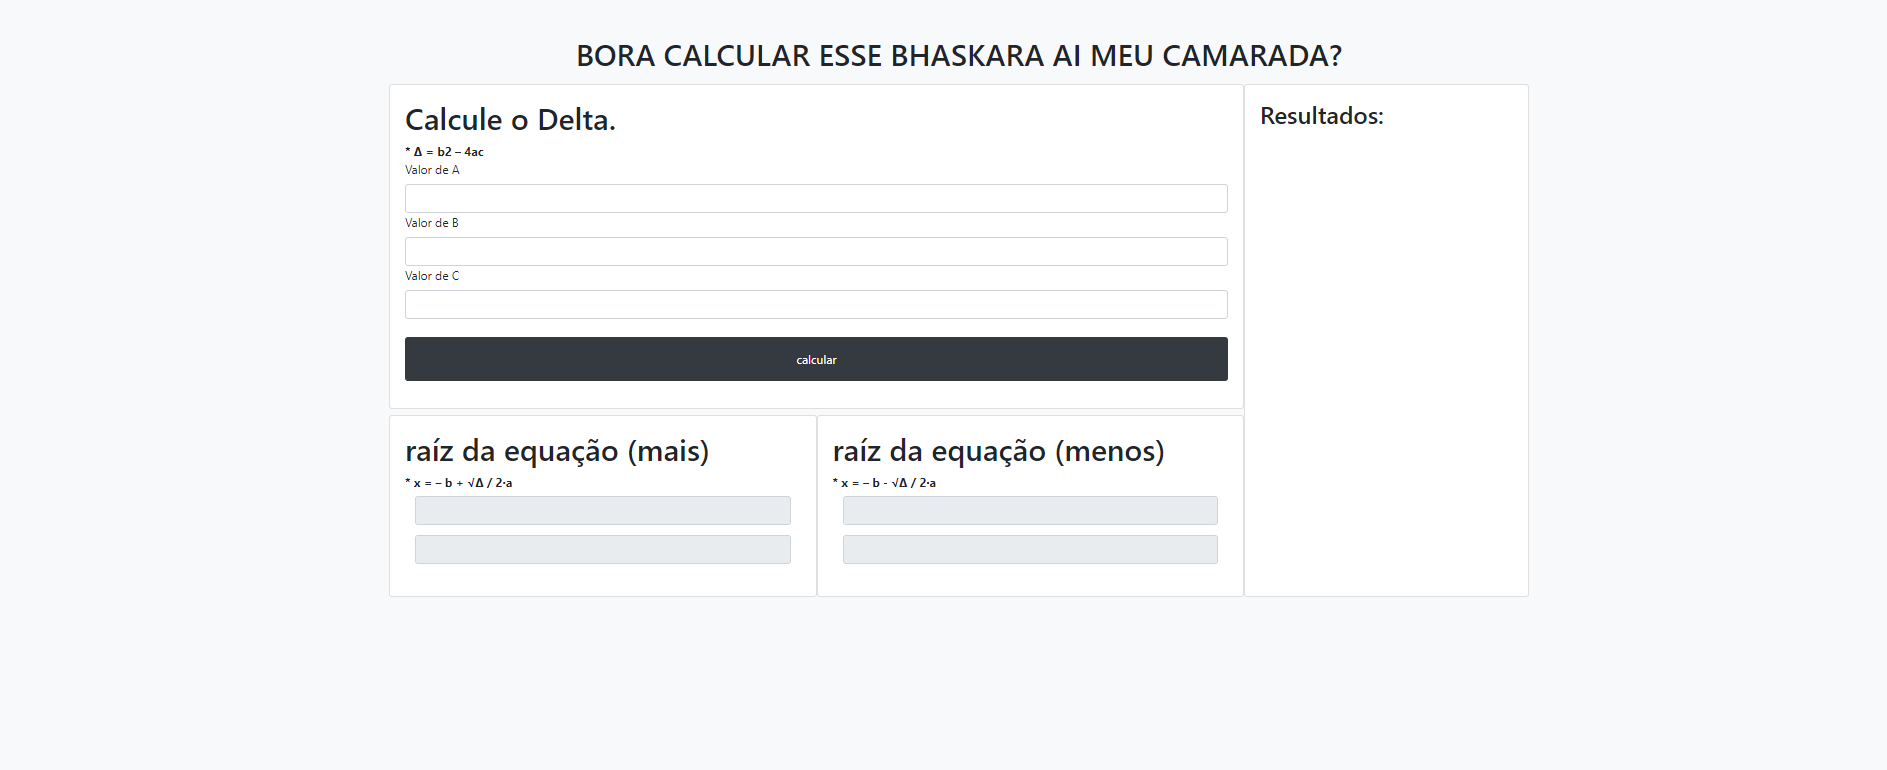 BORA CALCULAR ESSE BHASKARA AI MEU CAMARADA?
Calcule o Delta.
* Δ = b2 – 4ac
Valor de A
Valor de B
Valor de C
calcular
Resultados:
raíz da equação (mais)
* x = – b + √Δ / 2·a
raíz da equação (menos)
* x = – b - √Δ / 2·a